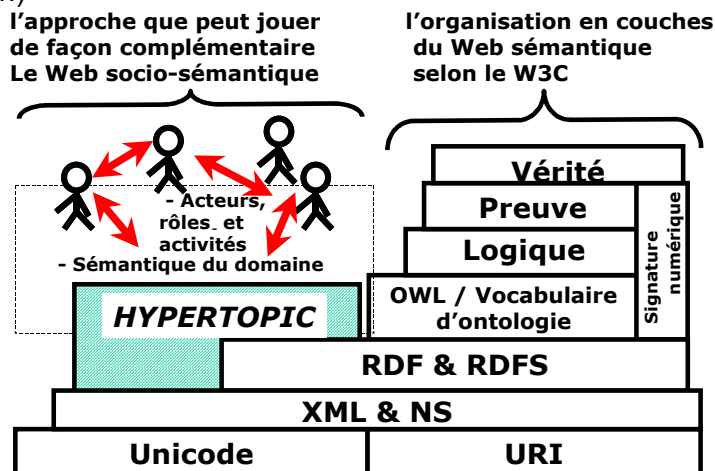 l'approche que peut jouer
de façon complémentaire
Le Web socio-sémantique
l'organisation en couches
du Web sémantique
selon le W3C
- Acteurs,
rôles et
activités
- Sémantique du domaine
HYPERTOPIC
Vérité
Preuve
Logique
OWL / Vocabulaire
d'ontologie
Signature
numérique
RDF & RDFS
XML & NS
Unicode
URI